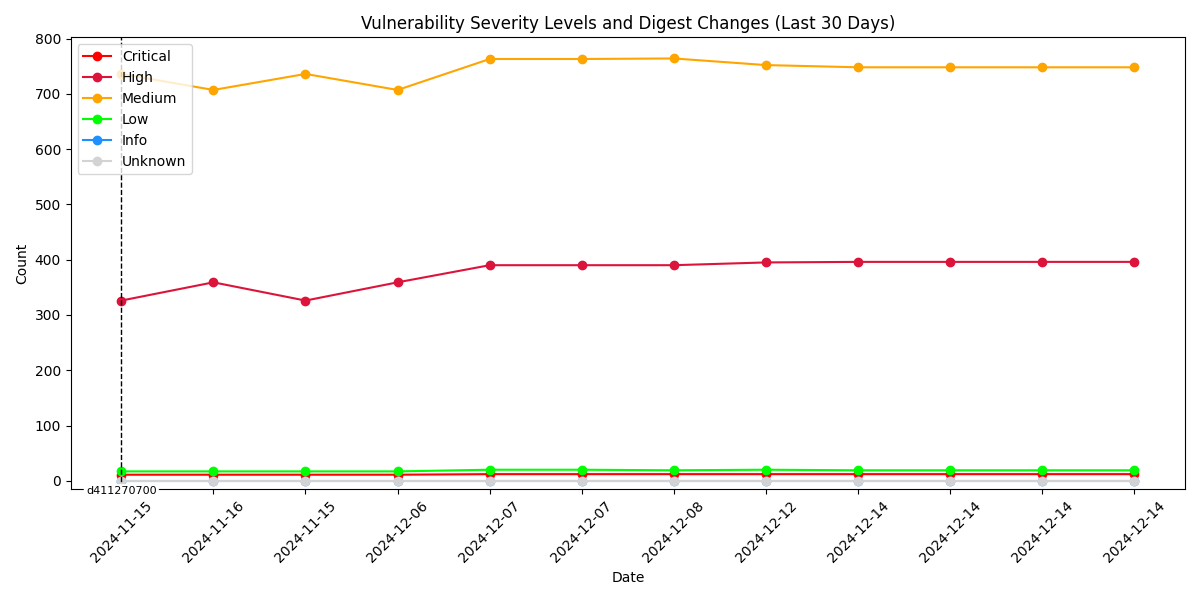 Vulnerability Severity Levels and Digest Changes (Last 30 Days)
Critical
High
Medium
Low
Info
Unknown
800
700
600
500
400
300
200
100
0
Count
d411270700
2024-11-15
2024-11-16
2024-11-15
2024-12-06
2024-12-07
2024-12-07
2024-12-08
2024-12-12
2024-12-14
2024-12-14
2024-12-14
2024-12-14
Date